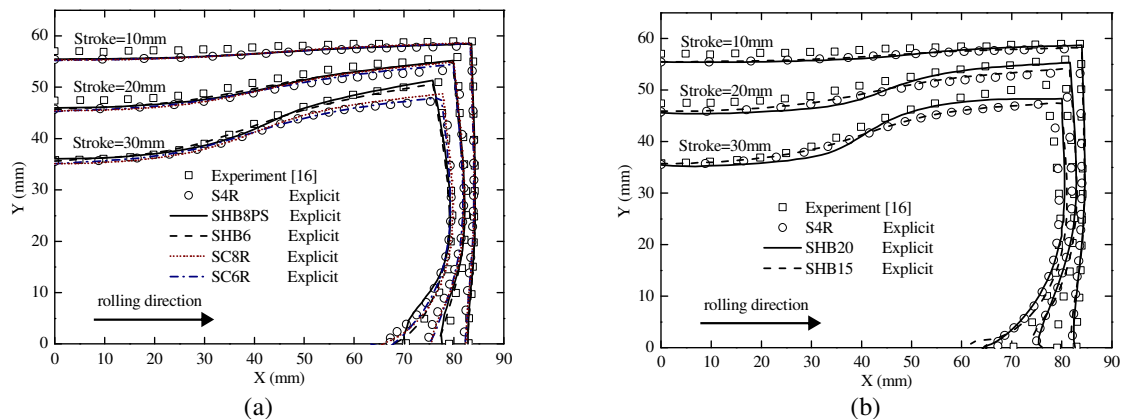 60
50
40
30
20
10
0
Y (mm)
Stroke=10mm
Stroke=20mm
Stroke=30mm
Experiment [16]
S4R Explicit
SHB8PS Explicit
SHB6 Explicit
SC8R Explicit
SC6R Explicit
rolling direction
0 10 20 30 40 50 60 70 80 90
X (mm)
(a)
60
50
40
30
20
10
0
Y (mm)
Stroke=10mm
Stroke=20mm
Stroke=30mm
Experiment [16]
S4R Explicit
SHB20 Explicit
SHB15 Explicit
rolling direction
0 10 20 30 40 50 60 70 80 90
X (mm)
(b)